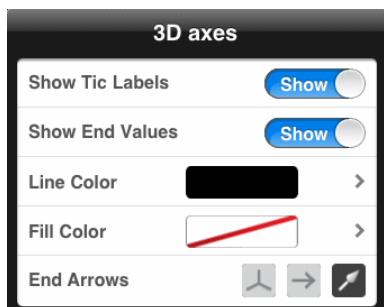 3D axes
Show Tic Labels Show
Show End Values Show
Line Color
Fill Color
End Arrows